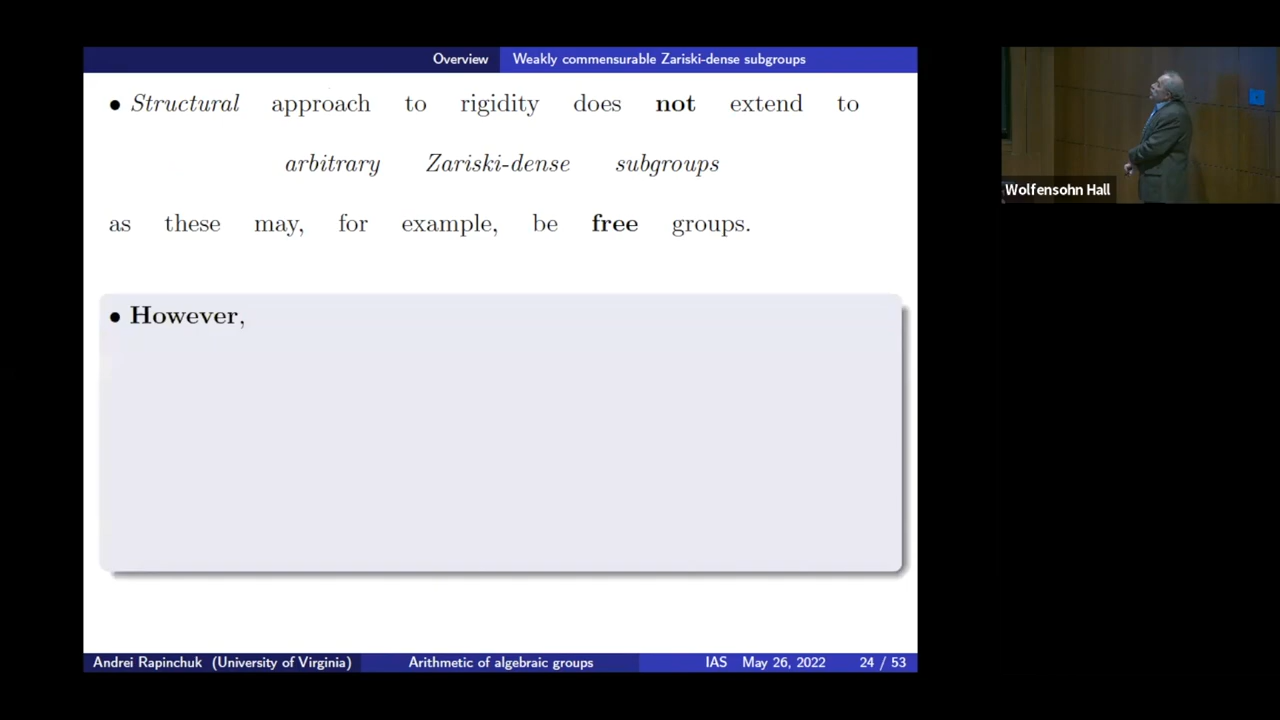 Overview Weakly commensurable Zariski-dense subgroups
• Structural approach to rigidity does not extend to
arbitrary Zariski-dense subgroups
as these may, for example, be free groups.
• However,
Andrei Rapinchuk (University of Virginia) Arithmetic of algebraic groups IAS May 26, 2022 24 / 53
Wolfensohn Hall